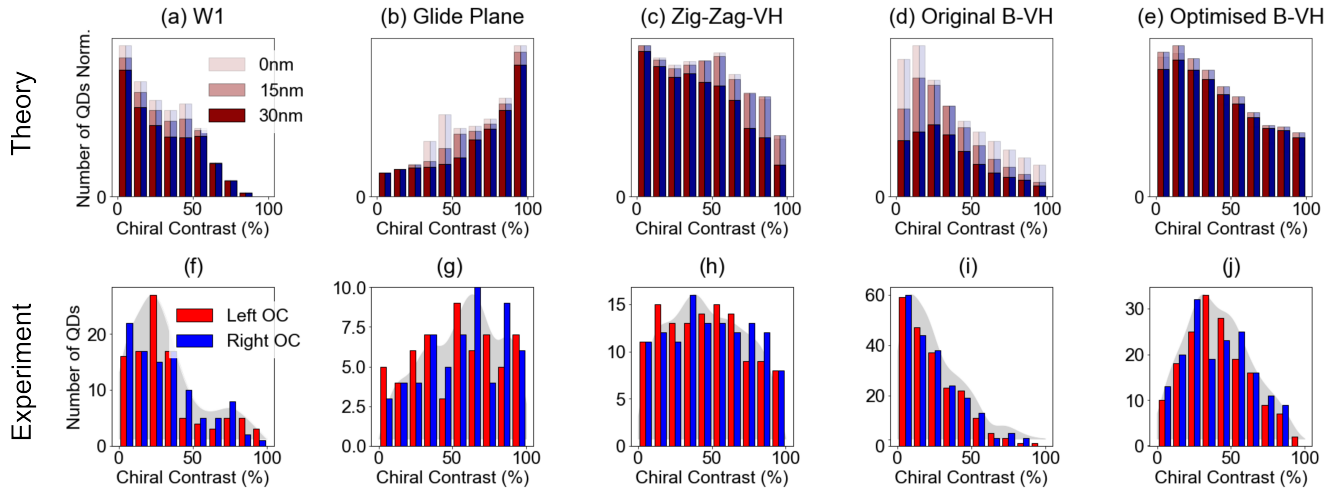 (a) W1
(b) Glide Plane
(c) Zig-Zag-VH
(d) Original B-VH
(e) Optimised B-VH
Theory
Number of QDs Norm.
0nm
15nm
30nm
0
0
0
0
0
0 50 100
0 50 100
0 50 100
0 50 100
0 50 100
Chiral Contrast (%)
Chiral Contrast (%)
Chiral Contrast (%)
Chiral Contrast (%)
Chiral Contrast (%)
(f)
(g)
(h)
(i)
(j)
Experiment
Number of QDs
Left OC
Right OC
20
10
0
10.0
7.5
5.0
2.5
0.0
15
10
5
0
60
40
20
0
30
20
10
0
0 50 100
0 50 100
0 50 100
0 50 100
0 50 100
Chiral Contrast (%)
Chiral Contrast (%)
Chiral Contrast (%)
Chiral Contrast (%)
Chiral Contrast (%)